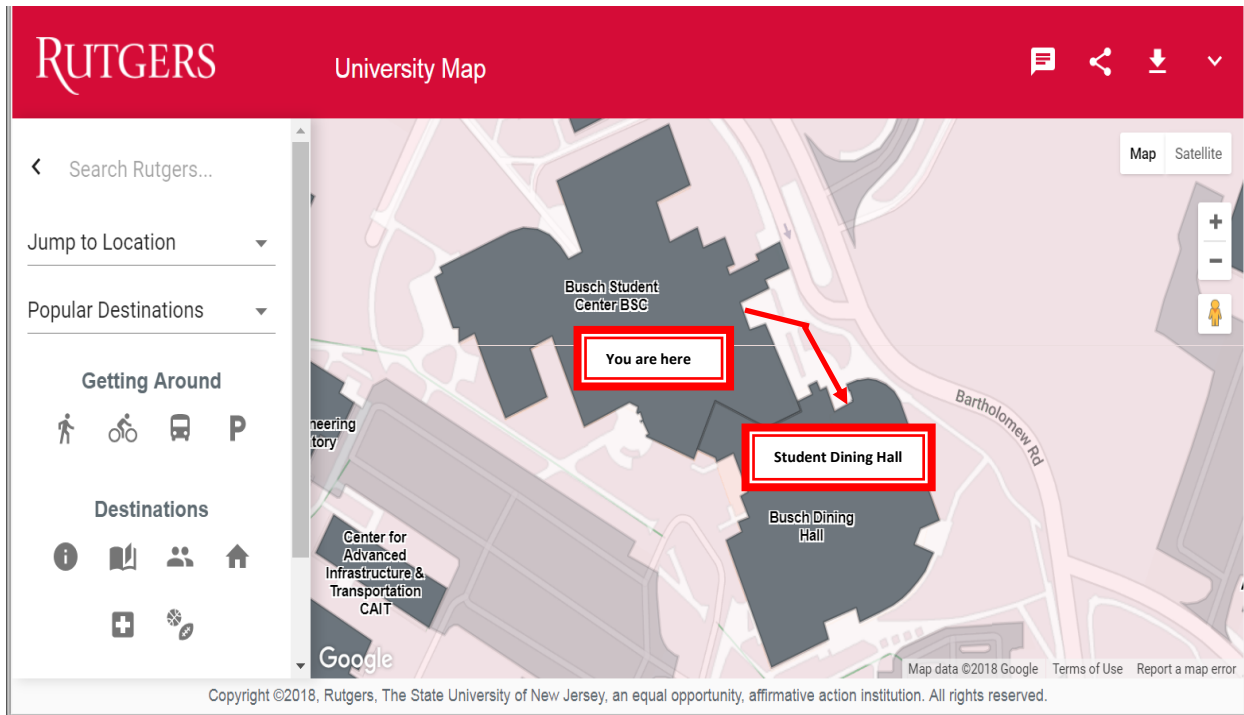 RUTGERS
University Map
Search Rutgers...
Jump to Location
Popular Destinations
Getting Around
P
Destinations
Map Satellite
Busch Student
Center BSC
You are here
Bartholomew Rd
neering
tory
Student Dining Hall
Busch Dining
Hall
Center for
Advanced
Infrastructure &
Transportation
CAIT
Google
Map data ©2018 Google Terms of Use Report a map error
Copyright ©2018, Rutgers, The State University of New Jersey, an equal opportunity, affirmative action institution. All rights reserved.